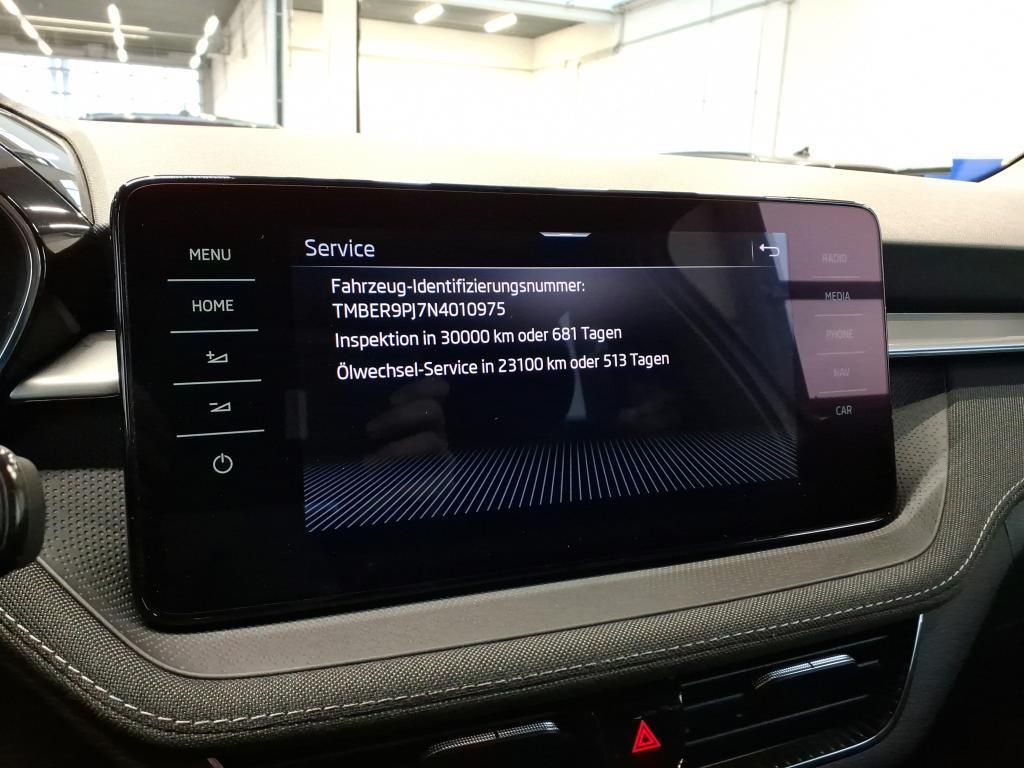 MENU
HOME
Service
Fahrzeug-Identifizierungsnummer:
TMBER9PJ7N4010975
Inspektion in 30000 km oder 681 Tagen
Ölwechsel-Service in 23100 km oder 513 Tagen
RADIO
MEDIA
PHONE
NAV
CAR